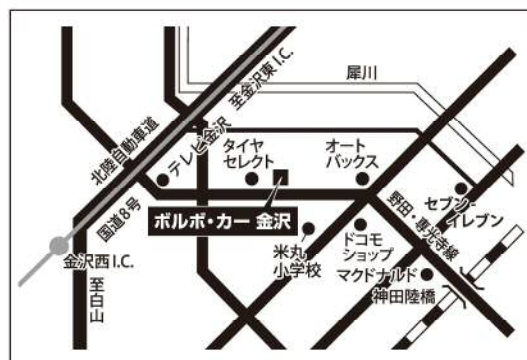 犀川
至金沢東I.C.
北陸自動車道
テレビ金沢
タイヤ
セレクト
オート
バックス
国道8号
ボルボ・カー 金沢
野田・専光寺線
セブン-
イレブン
金沢西I.C.
米丸
小学校
ドコモ
ショップ
至白山
マクドナルド
神田陸橋